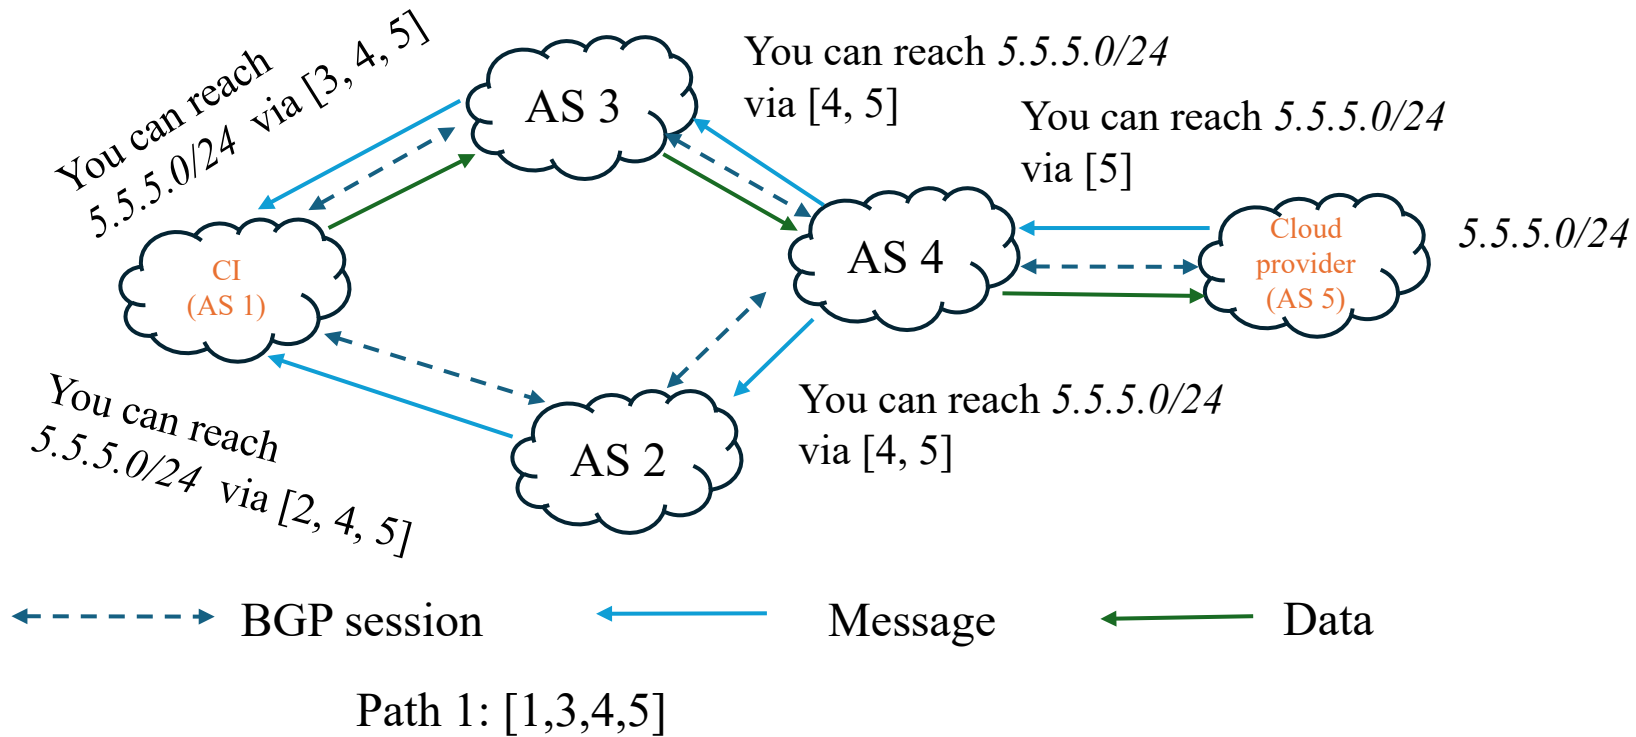 You can reach
5.5.5.0/24 via [3, 4, 5]
AS 3
You can reach 5.5.5.0/24
via [4, 5]
You can reach 5.5.5.0/24
via [5]
CI
(AS 1)
AS 4
Cloud
provider
(AS 5)
5.5.5.0/24
You can reach
5.5.5.0/24 via [2, 4, 5]
AS 2
You can reach 5.5.5.0/24
via [4, 5]
BGP session
Message
Data
Path 1: [1,3,4,5]